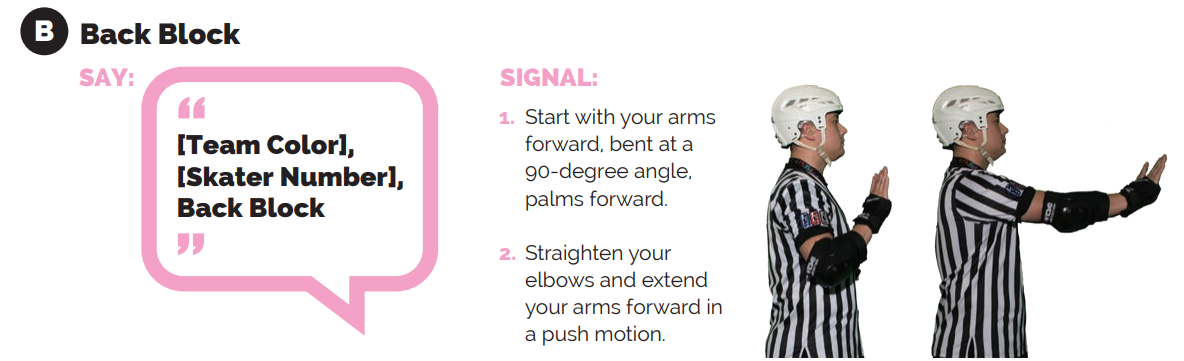 B Back Block
SAY:
“
[Team Color],
[Skater Number],
Back Block
”
SIGNAL:
1. Start with your arms
forward, bent at a
90-degree angle,
palms forward.
2. Straighten your
elbows and extend
your arms forward in
a push motion.